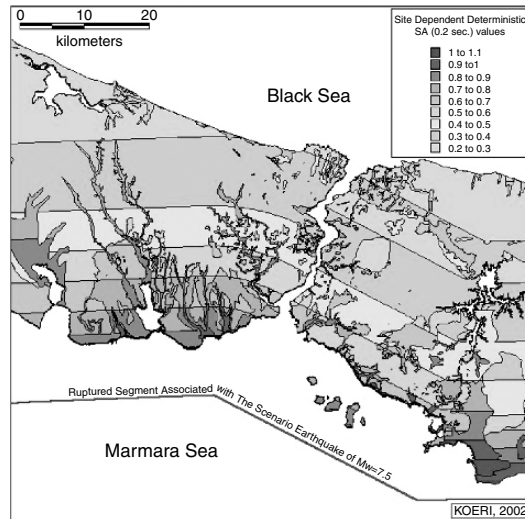 0 10 20
kilometers
Site Dependent Deterministic
SA (0.2 sec.) values
1 to 1.1
0.9 to1
0.8 to 0.9
0.7 to 0.8
0.6 to 0.7
0.5 to 0.6
0.4 to 0.5
0.3 to 0.4
0.2 to 0.3
Black Sea
Ruptured Segment Associated with The Scenario Earthquake of Mw=7.5
Marmara Sea
KOERI, 2002